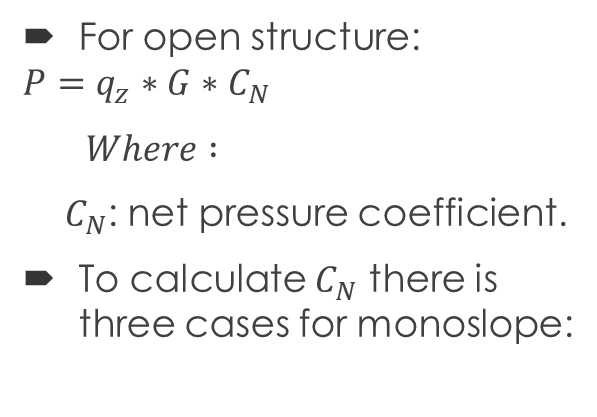 For open structure:
P = q_z * G * C_N
Where :
C_N: net pressure coefficient.
To calculate C_N there is
three cases for monoslope: